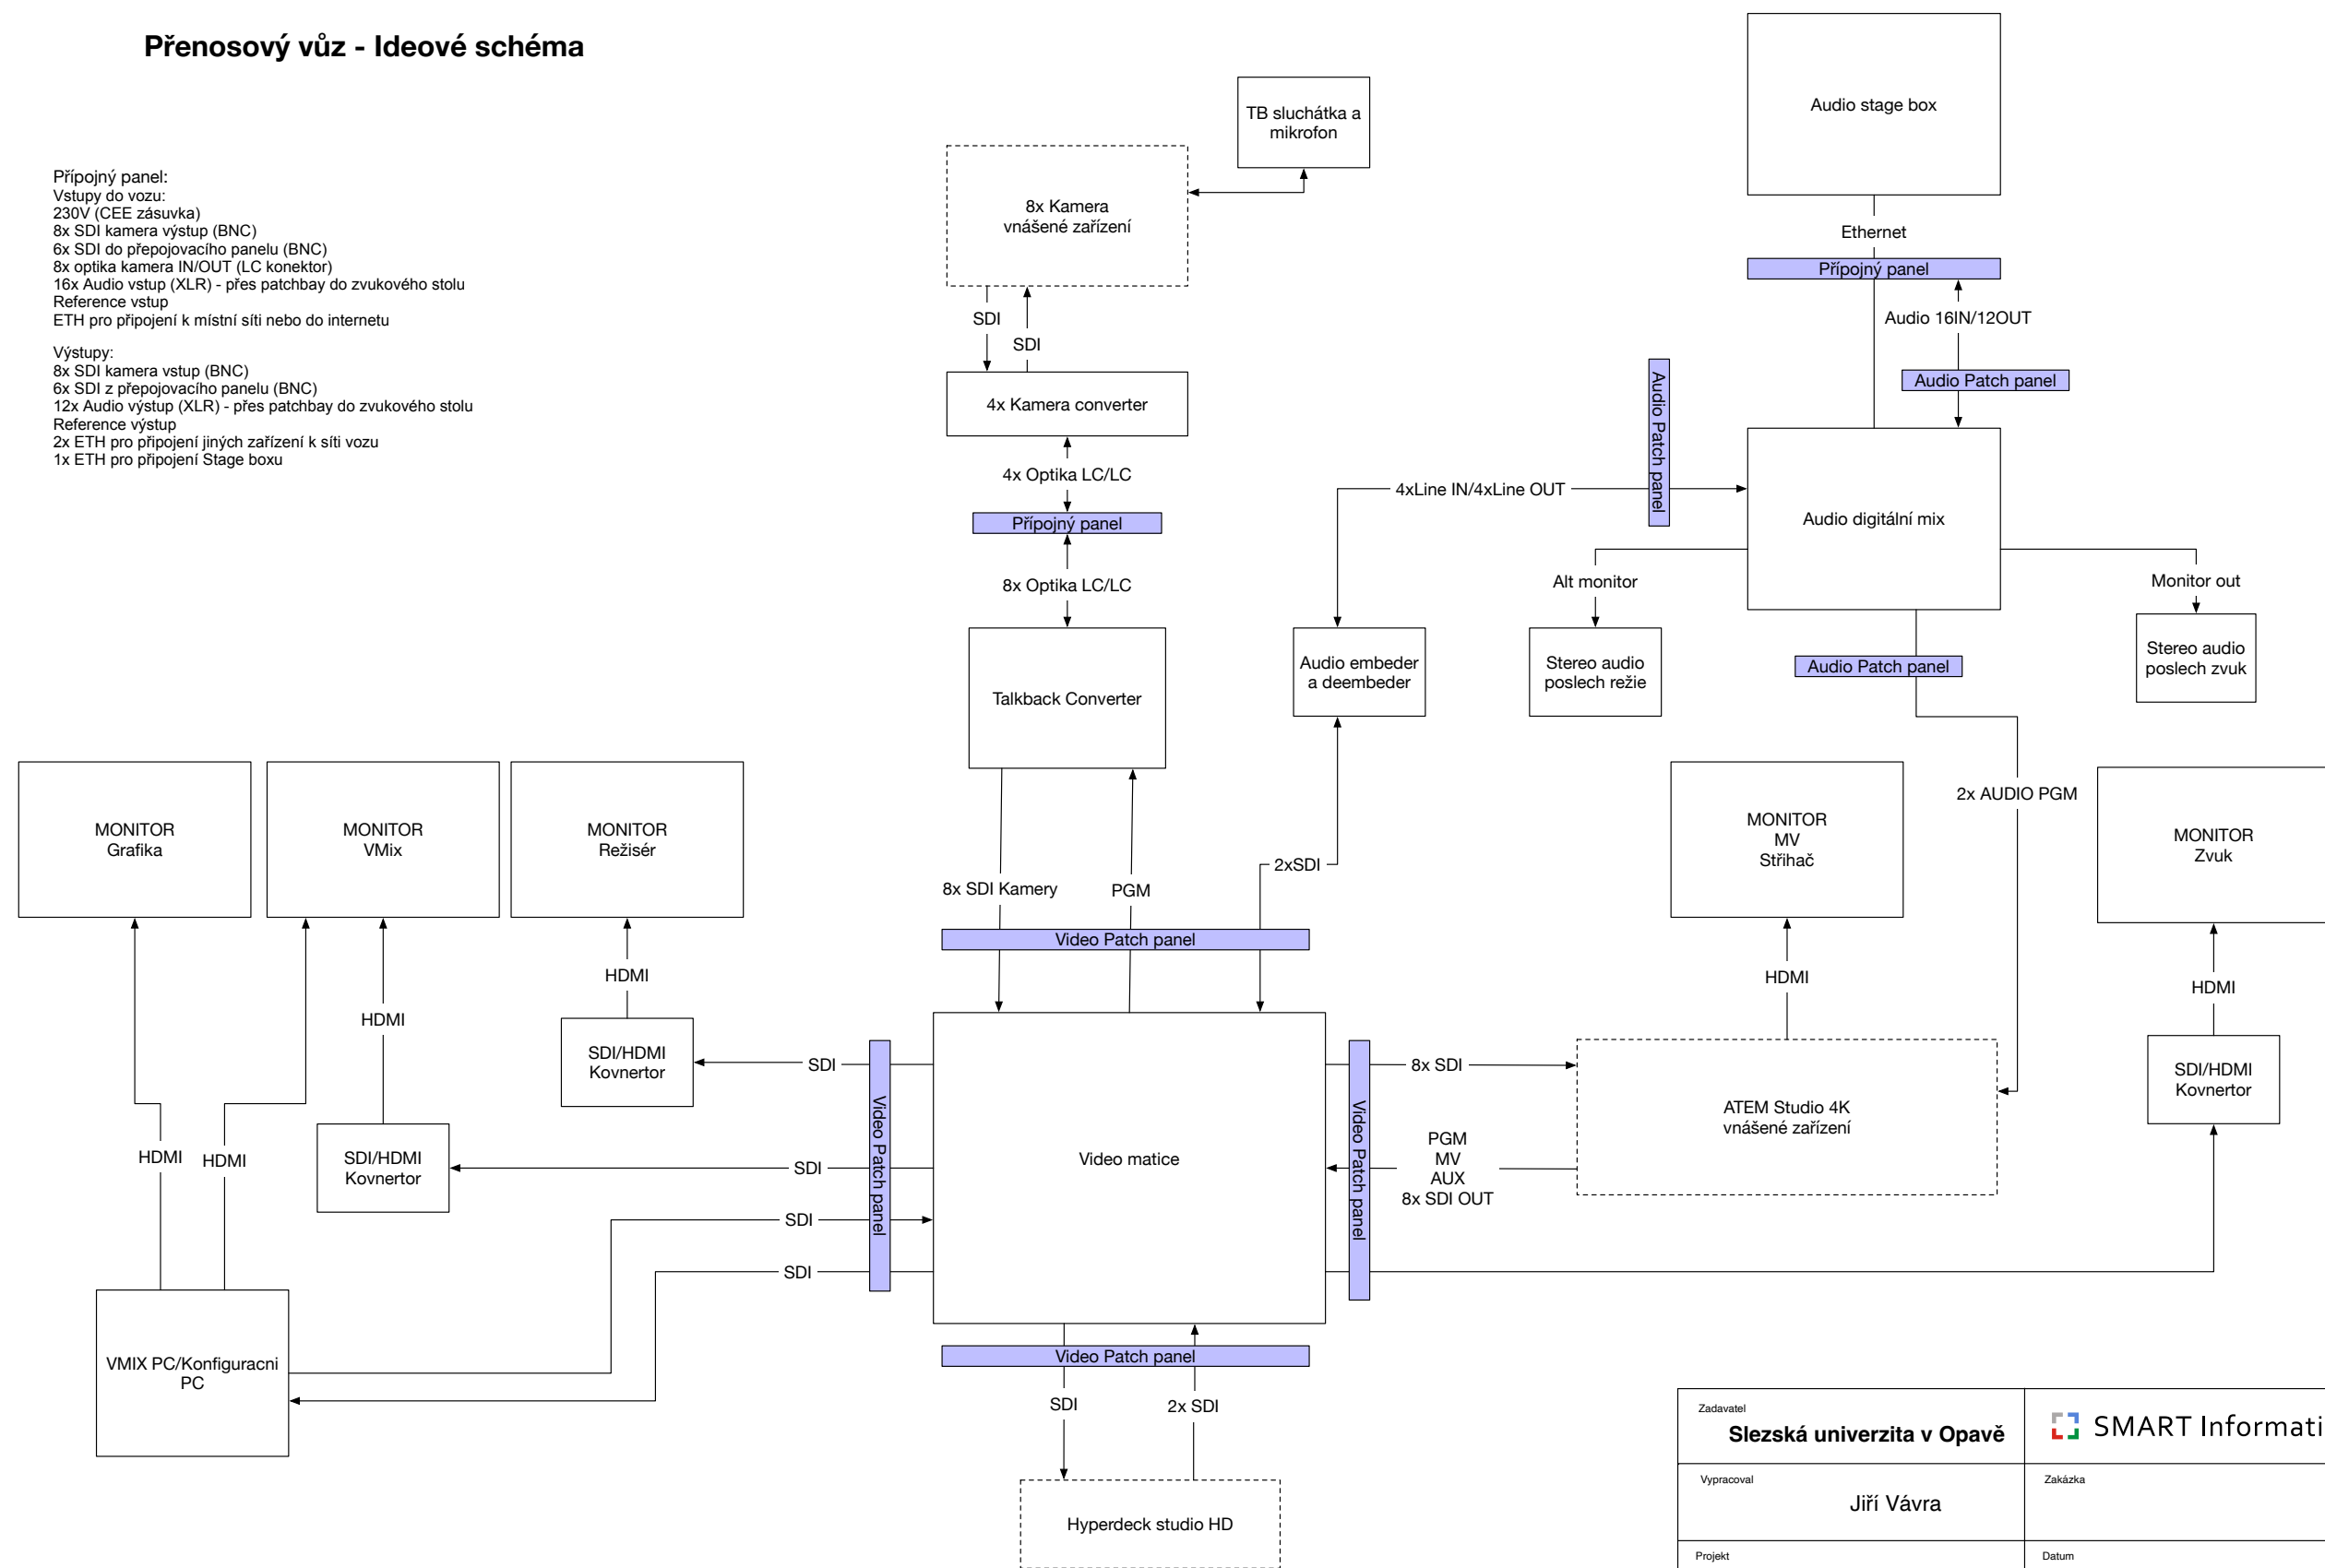 Přenosový vůz - Ideové schéma
Přípojný panel:
Vstupy do vozu:
230V (CEE zásuvka)
8x SDI kamera výstup (BNC)
6x SDI do přepojovacího panelu (BNC)
8x optika kamera IN/OUT (LC konektor)
16x Audio vstup (XLR) - přes patchbay do zvukového stolu
Reference vstup
ETH pro připojení k místní síti nebo do internetu
Výstupy:
8x SDI kamera vstup (BNC)
6x SDI z přepojovacího panelu (BNC)
12x Audio výstup (XLR) - přes patchbay do zvukového stolu
Reference výstup
2x ETH pro připojení jiných zařízení k síti vozu
1x ETH pro připojení Stage boxu
TB sluchátka a
mikrofon
8x Kamera
vnášené zařízení
SDI
SDI
4x Kamera converter
4x Optika LC/LC
Přípojný panel
8x Optika LC/LC
Talkback Converter
8x SDI Kamery
PGM
Audio stage box
Ethernet
Přípojný panel
Audio 16IN/12OUT
Audio Patch panel
Audio Patch panel
4xLine IN/4xLine OUT
Audio digitální mix
Alt monitor
Monitor out
Audio embeder
a deembeder
Stereo audio
poslech režie
Audio Patch panel
Stereo audio
poslech zvuk
2xSDI
2x AUDIO PGM
MONITOR
Grafika
MONITOR
VMix
MONITOR
Režisér
MONITOR
MV
Střihač
MONITOR
Zvuk
Video Patch panel
HDMI
HDMI
HDMI
HDMI
SDI/HDMI
Kovnertor
SDI
Video Patch panel
Video matice
Video Patch panel
8x SDI
SDI/HDMI
Kovnertor
ATEM Studio 4K
vnášené zařízení
PGM
MV
AUX
8x SDI OUT
HDMI
HDMI
SDI/HDMI
Kovnertor
SDI
SDI
SDI
VMIX PC/Konfiguracni
PC
Video Patch panel
SDI
2x SDI
Hyperdeck studio HD
Zadavatel
Slezská univerzita v Opavě
SMART Informati
Vypracoval
Jiří Vávra
Zakázka
Projekt
Datum